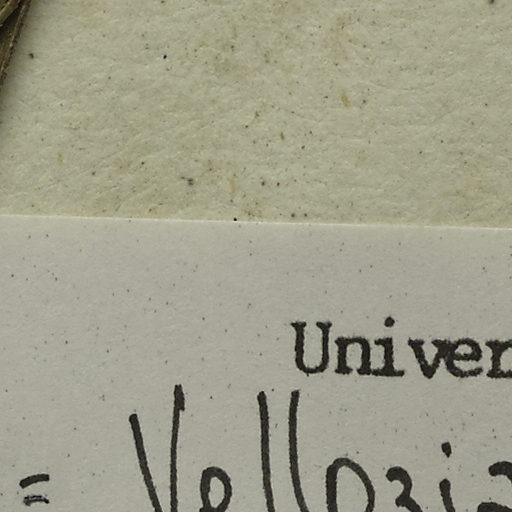 Univer
= Vellozia